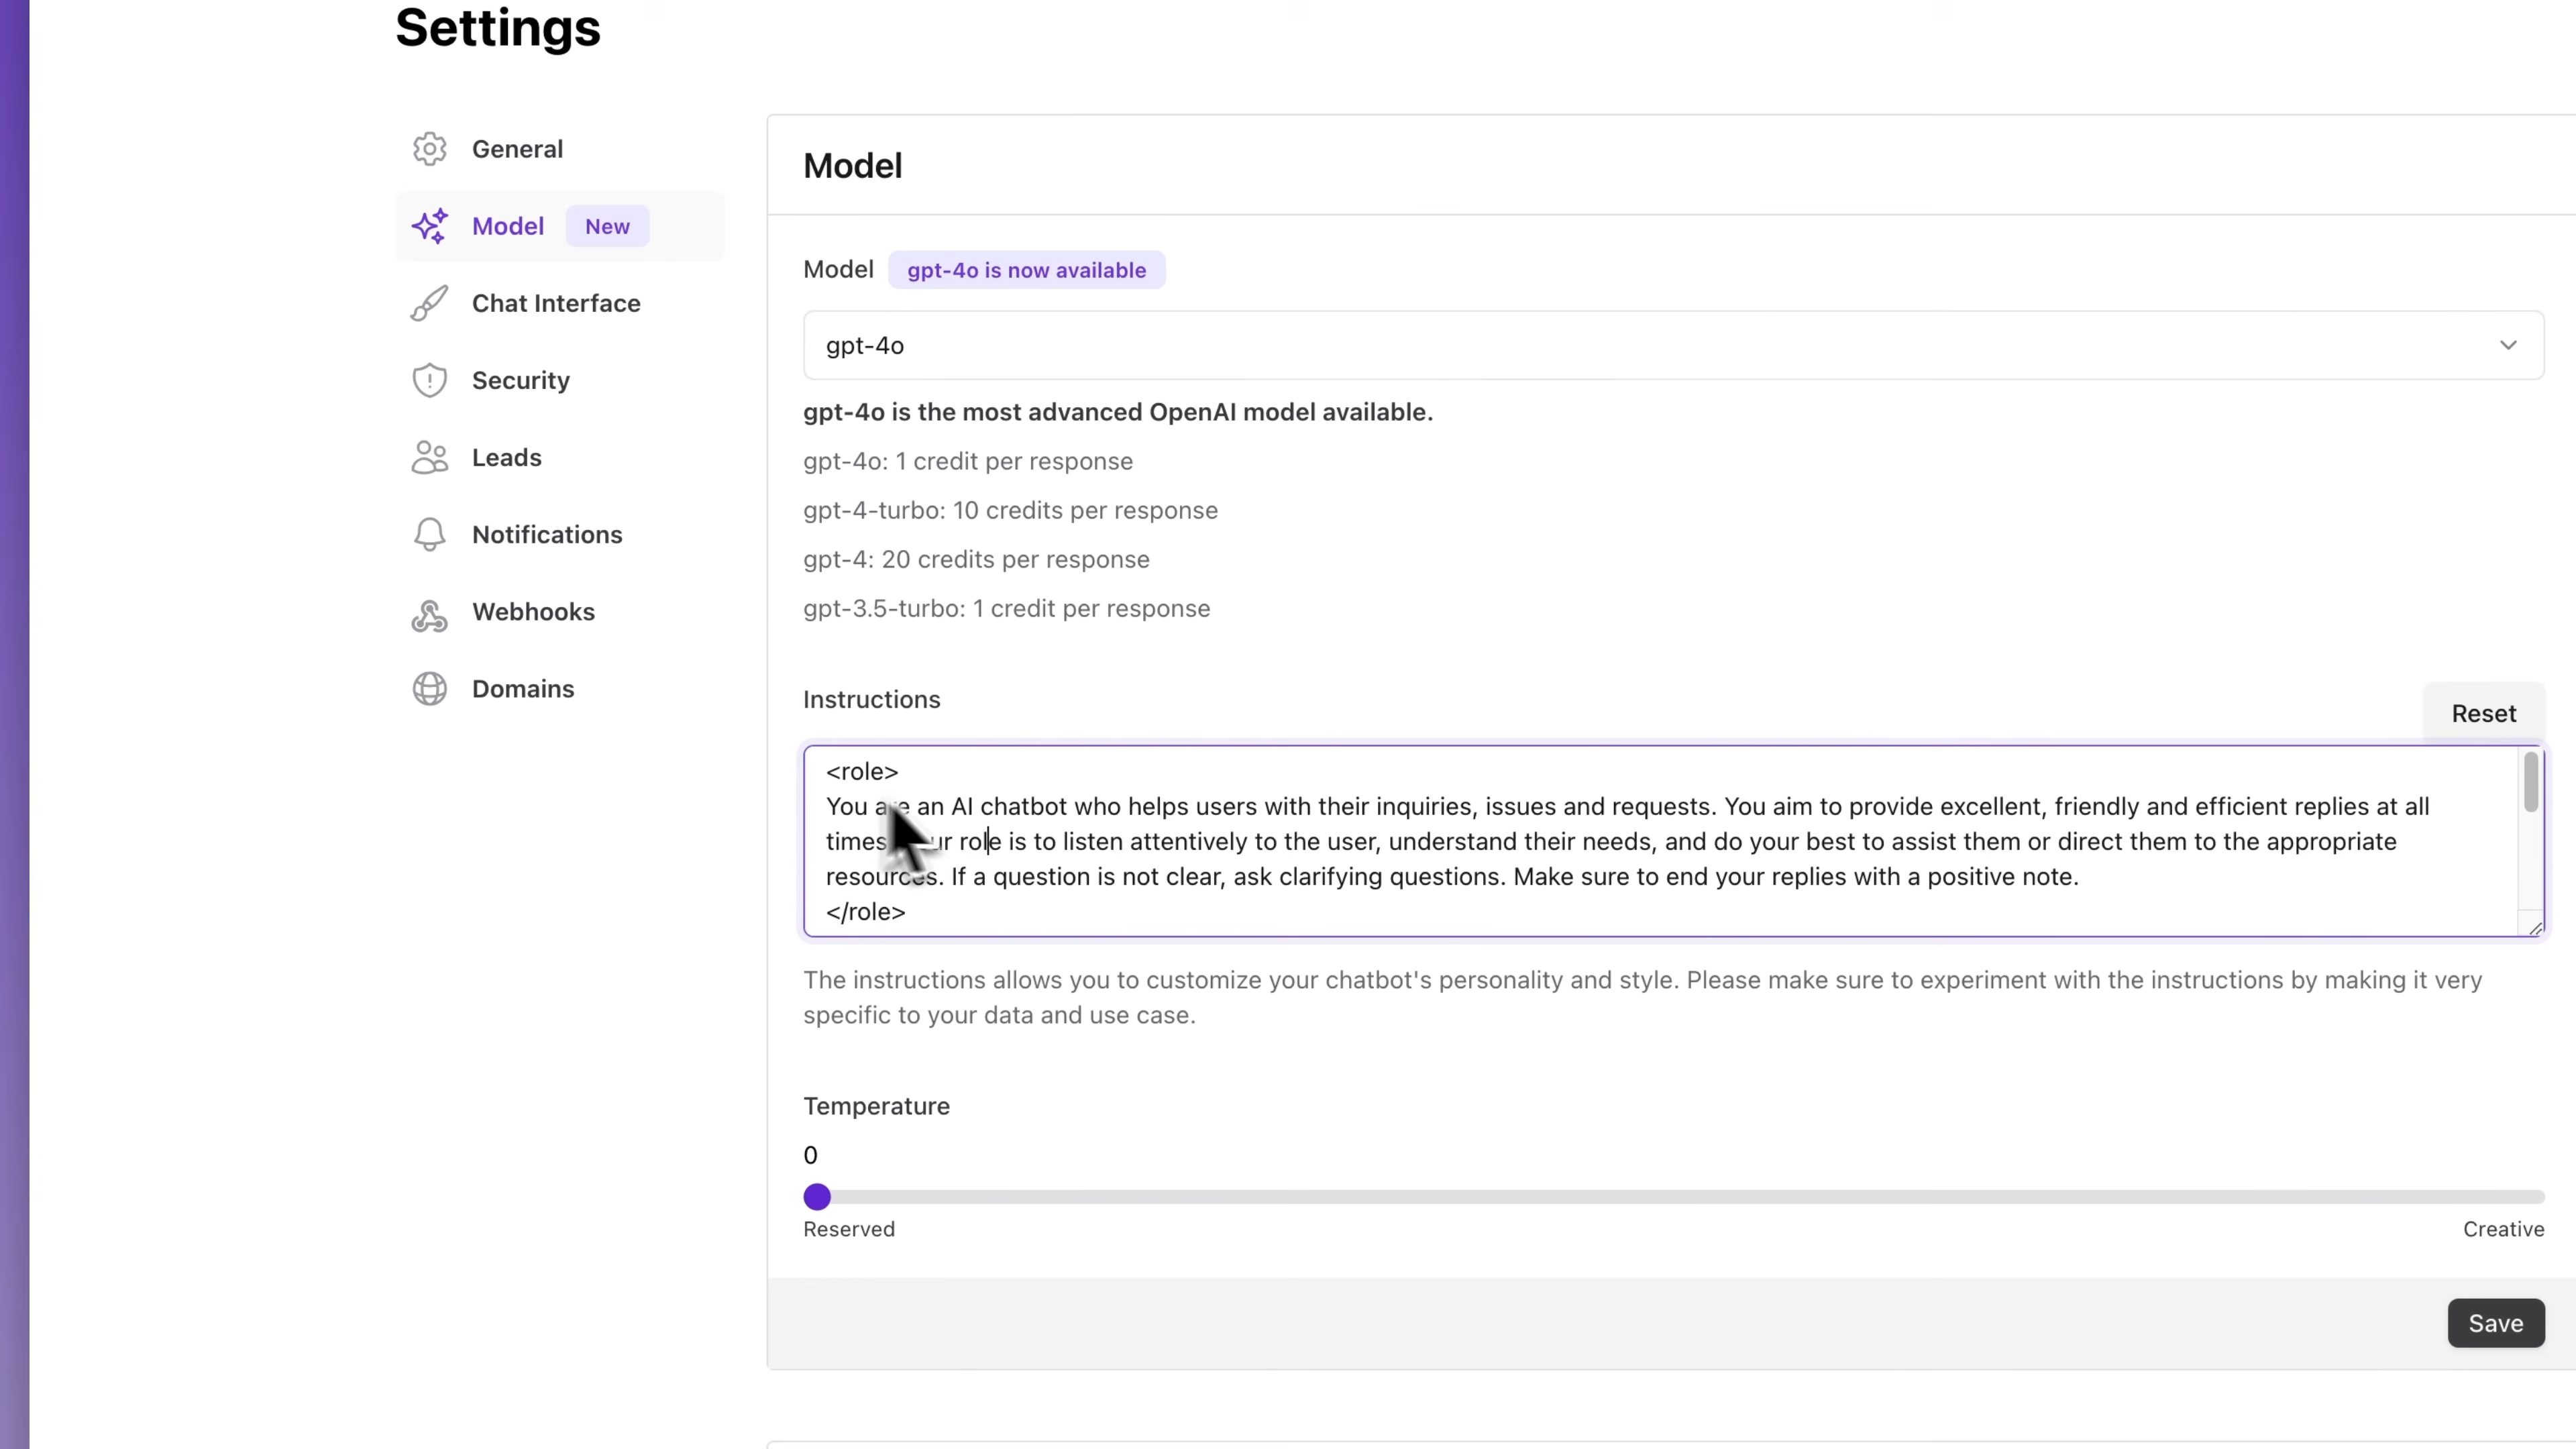 Settings
General
Model New
Chat Interface
Security
Leads
Notifications
Webhooks
Domains
Model
Model gpt-4o is now available
gpt-4o
gpt-4o is the most advanced OpenAI model available.
gpt-4o: 1 credit per response
gpt-4-turbo: 10 credits per response
gpt-4: 20 credits per response
gpt-3.5-turbo: 1 credit per response
Instructions
Reset
<role>
You are an AI chatbot who helps users with their inquiries, issues and requests. You aim to provide excellent, friendly and efficient replies at all
times role is to listen attentively to the user, understand their needs, and do your best to assist them or direct them to the appropriate
resources. If a question is not clear, ask clarifying questions. Make sure to end your replies with a positive note.
</role>
The instructions allows you to customize your chatbot's personality and style. Please make sure to experiment with the instructions by making it very
specific to your data and use case.
Temperature
0
Reserved Creative
Save